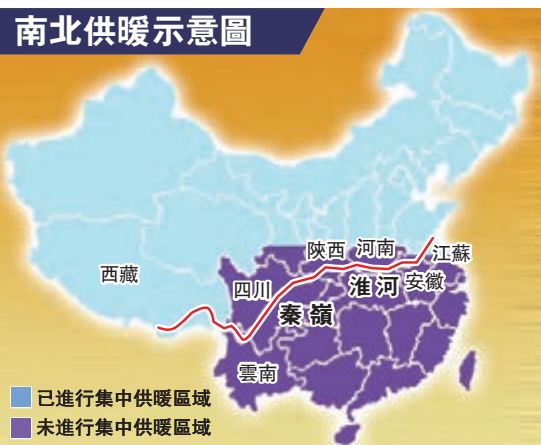 南北供暖示意圖
陝西
河南
江蘇
西藏
四川
淮河
安徽
秦嶺
雲南
已進行集中供暖區域
未進行集中供暖區域